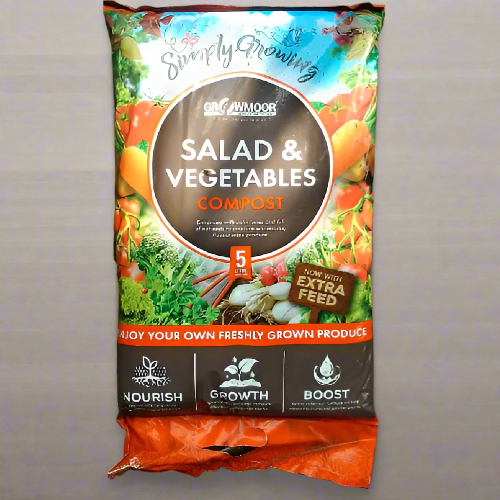 Simply Growing
GROWMOOR
SALAD &
VEGETABLES
COMPOST
5
LITRE
NOW WITH
EXTRA
FEED
ENJOY YOUR OWN FRESHLY GROWN PRODUCE
NOURISH
GROWTH
BOOST